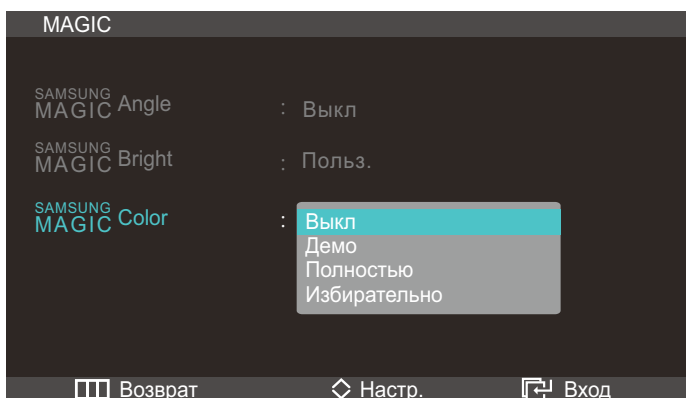 MAGIC
SAMSUNG
MAGIC Angle : Выкл
SAMSUNG
MAGIC Bright : Польз.
SAMSUNG
MAGIC Color : Выкл
Демо
Полностью
Избирательно
Возврат Настр. Вход